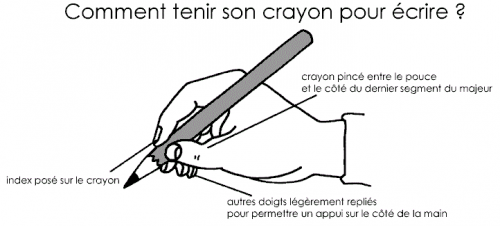 Comment tenir son crayon pour écrire ?
crayon pincé entre le pouce
et le côté du dernier segment du majeur
index posé sur le crayon
autres doigts légèrement repliés
pour permettre un appui sur le côté de la main